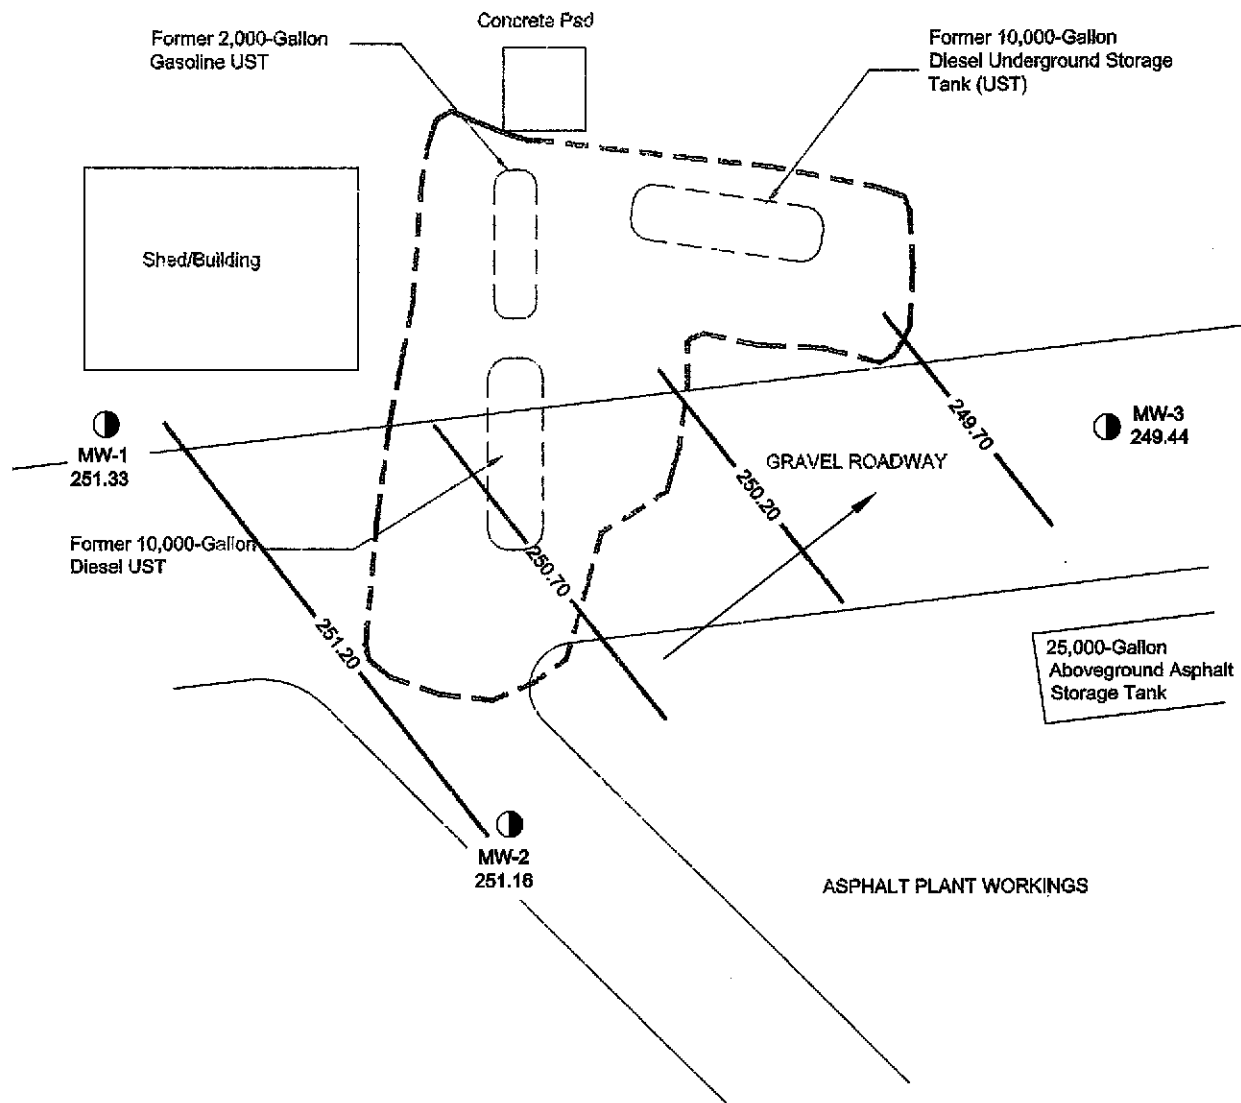 Concrete Pad
Former 2,000-Gallon
Gasoline UST
Former 10,000-Gallon
Diesel Underground Storage
Tank (UST)
Shed/Building
MW-1
251.33
MW-3
249.44
249.70
GRAVEL ROADWAY
250.20
Former 10,000-Gallon
Diesel UST
250.70
251.20
25,000-Gallon
Aboveground Asphalt
Storage Tank
MW-2
251.16
ASPHALT PLANT WORKINGS